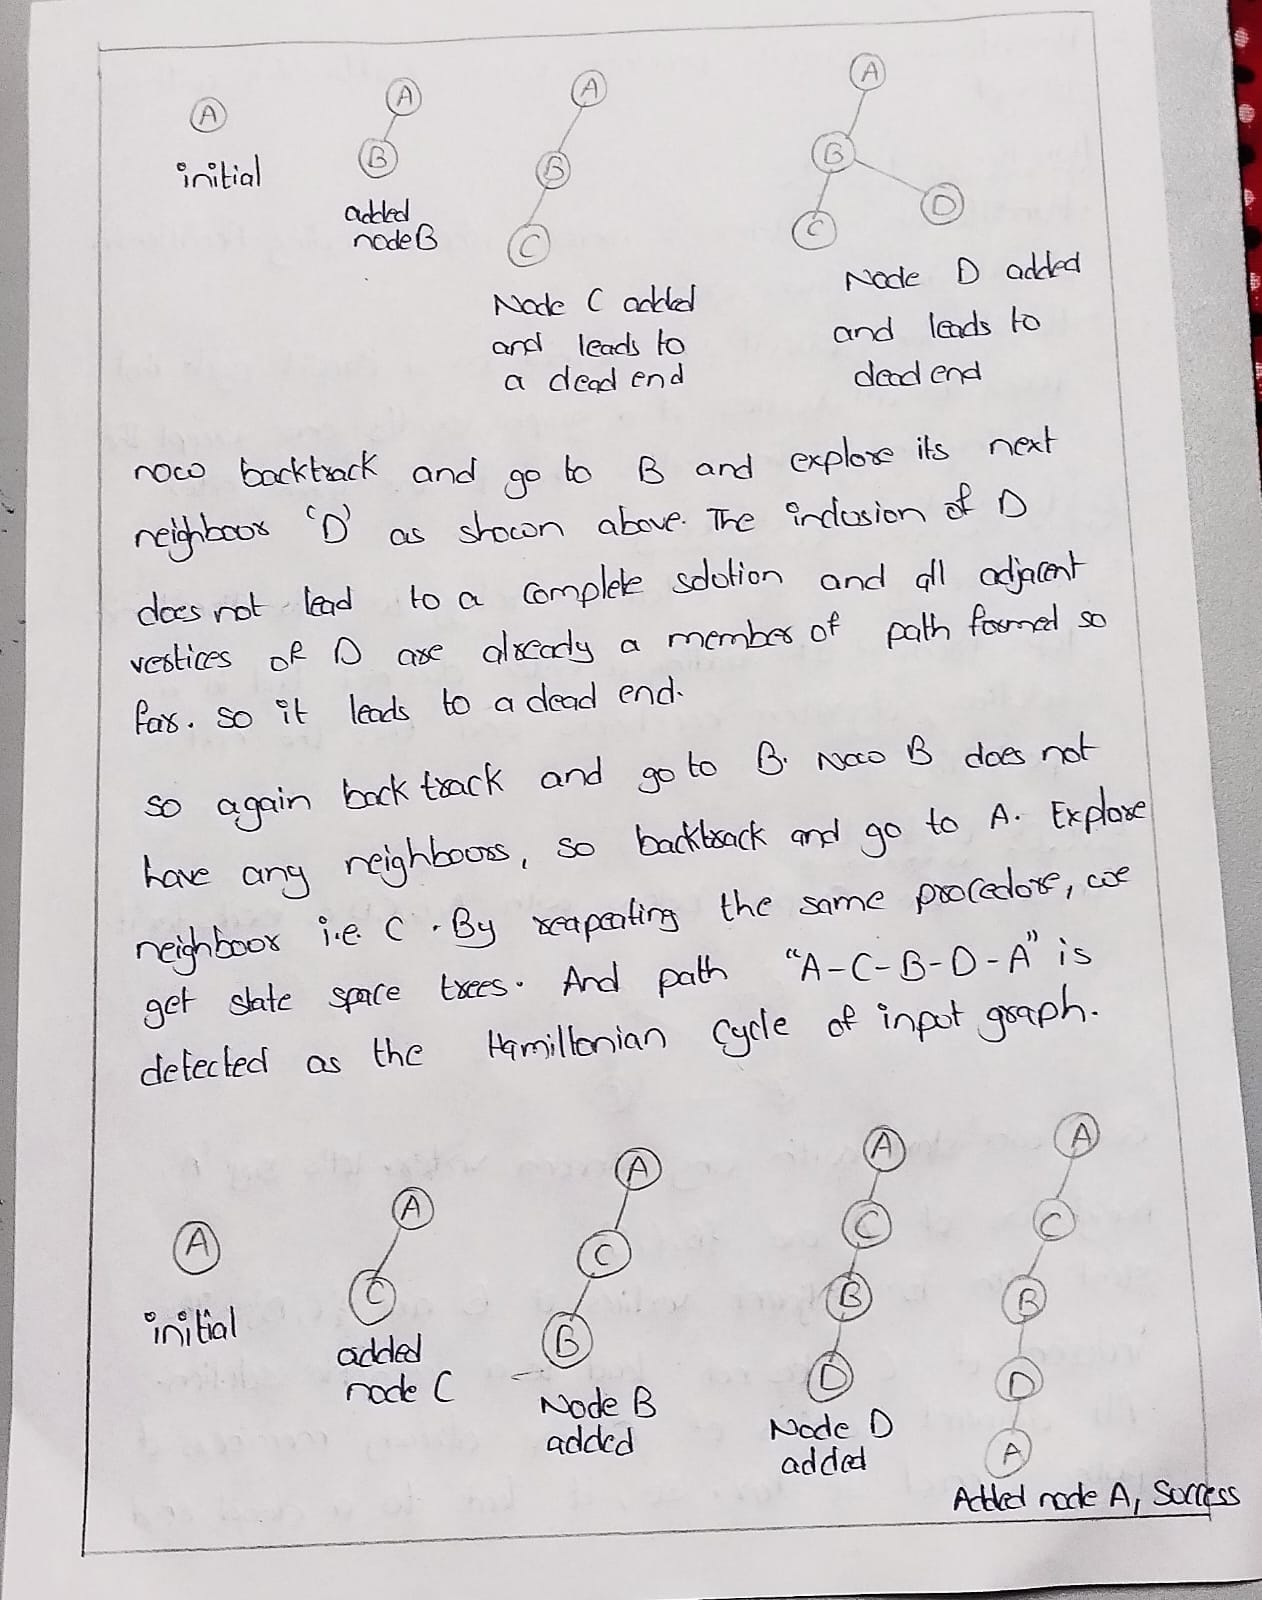 A
initial
A
B
added
node B
A
B
C
Node C added
and leads to
a dead end
A
B
C
D
Node D added
and leads to
dead end
now backtrack and go to B and explore its next
neighbour 'D' as shown above. The inclusion of D
does not lead to a complete solution and all adjacent
vertices of D are already a member of path formed so
far. so it leads to a dead end.
so again back track and go to B. Now B does not
have any neighbours, so backtrack and go to A. Explore
neighbour i.e. C. By reapeating the same procedure, we
get state space trees. And path "A-C-B-D-A" is
detected as the Hamiltonian Cycle of input graph.
A
initial
A
C
added
node C
A
C
B
Node B
added
A
C
B
D
Node D
added
A
C
B
D
A
Added node A, Success